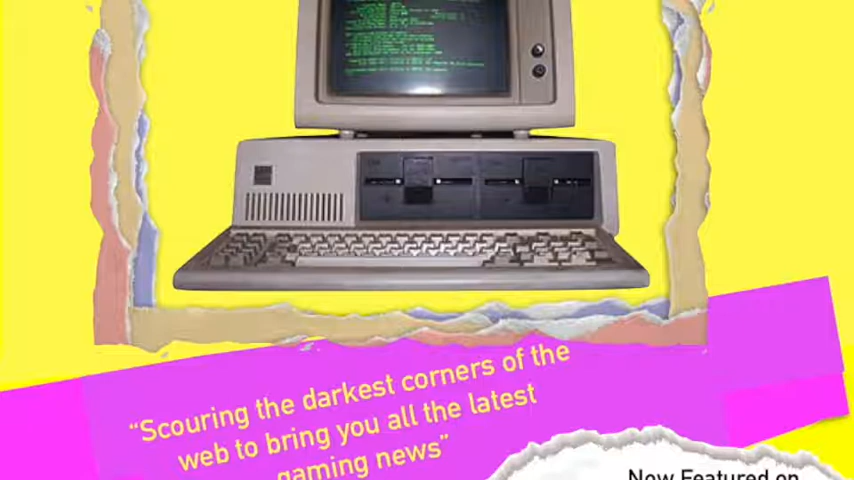 “Scouring the darkest corners of the
web to bring you all the latest
gaming news”
Now Featured on